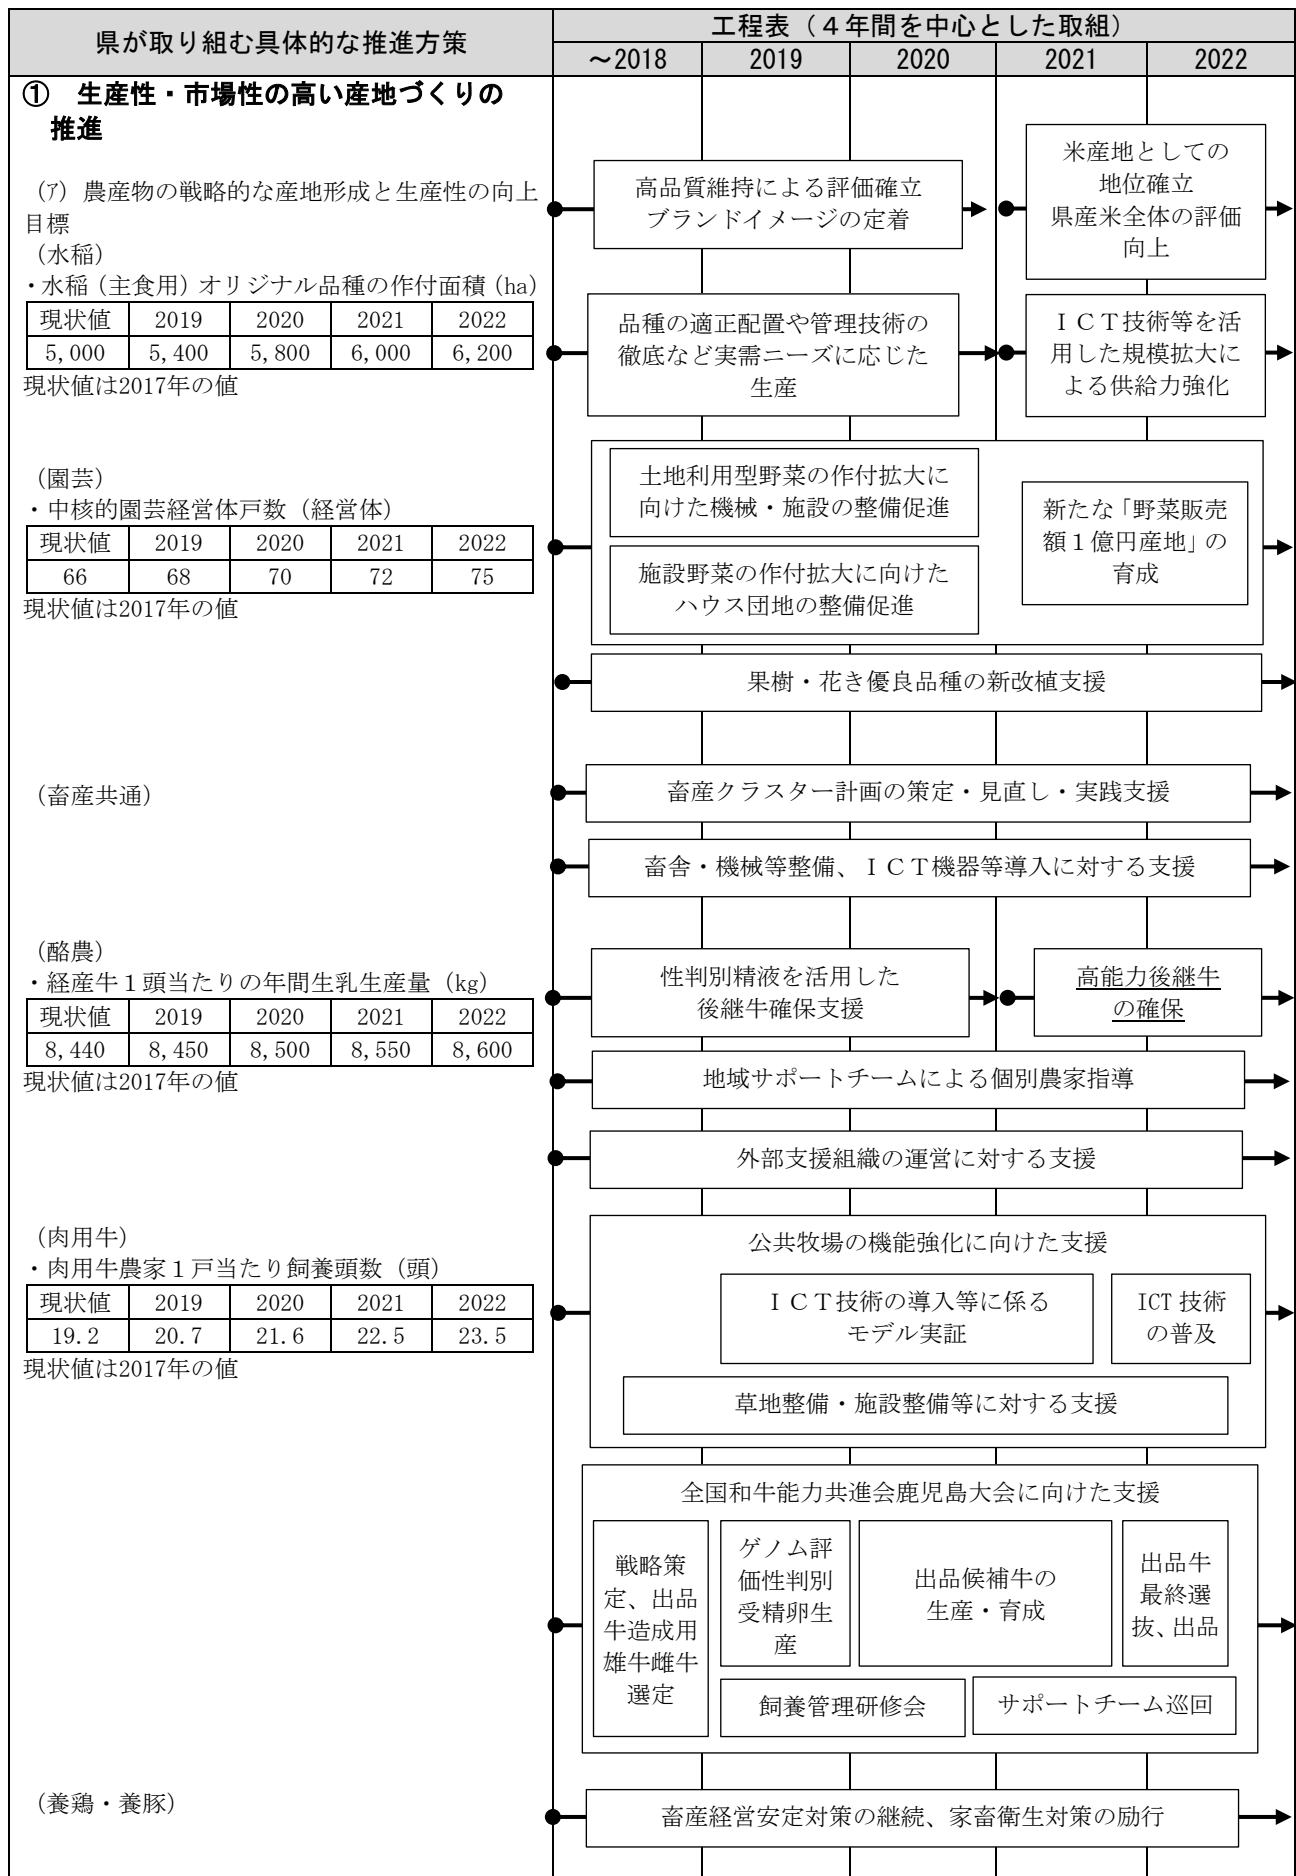 県が取り組む具体的な推進方策
工程表（４年間を中心とした取組）
～2018 2019 2020 2021 2022
① 生産性・市場性の高い産地づくりの
推進
（ｱ）農産物の戦略的な産地形成と生産性の向上
目標
（水稲）
・水稲（主食用）オリジナル品種の作付面積（ha）
現状値 2019 2020 2021 2022
5,000 5,400 5,800 6,000 6,200
現状値は2017年の値
高品質維持による評価確立
ブランドイメージの定着
米産地としての
地位確立
県産米全体の評価
向上
品種の適正配置や管理技術の
徹底など実需ニーズに応じた
生産
ＩＣＴ技術等を活
用した規模拡大に
よる供給力強化
（園芸）
・中核的園芸経営体戸数（経営体）
現状値 2019 2020 2021 2022
66 68 70 72 75
現状値は2017年の値
土地利用型野菜の作付拡大に
向けた機械・施設の整備促進
施設野菜の作付拡大に向けた
ハウス団地の整備促進
新たな「野菜販売
額１億円産地」の
育成
果樹・花き優良品種の新改植支援
（畜産共通）
畜産クラスター計画の策定・見直し・実践支援
畜舎・機械等整備、ＩＣＴ機器等導入に対する支援
（酪農）
・経産牛１頭当たりの年間生乳生産量（kg）
現状値 2019 2020 2021 2022
8,440 8,450 8,500 8,550 8,600
現状値は2017年の値
性判別精液を活用した
後継牛確保支援
高能力後継牛
の確保
地域サポートチームによる個別農家指導
外部支援組織の運営に対する支援
（肉用牛）
・肉用牛農家１戸当たり飼養頭数（頭）
現状値 2019 2020 2021 2022
19.2 20.7 21.6 22.5 23.5
現状値は2017年の値
公共牧場の機能強化に向けた支援
ＩＣＴ技術の導入等に係る
モデル実証
ICT 技術
の普及
草地整備・施設整備等に対する支援
全国和牛能力共進会鹿児島大会に向けた支援
戦略策
定、出品
牛造成用
雄牛雌牛
選定
ゲノム評
価性判別
受精卵生
産
出品候補牛の
生産・育成
出品牛
最終選
抜、出品
飼養管理研修会
サポートチーム巡回
（養鶏・養豚）
畜産経営安定対策の継続、家畜衛生対策の励行